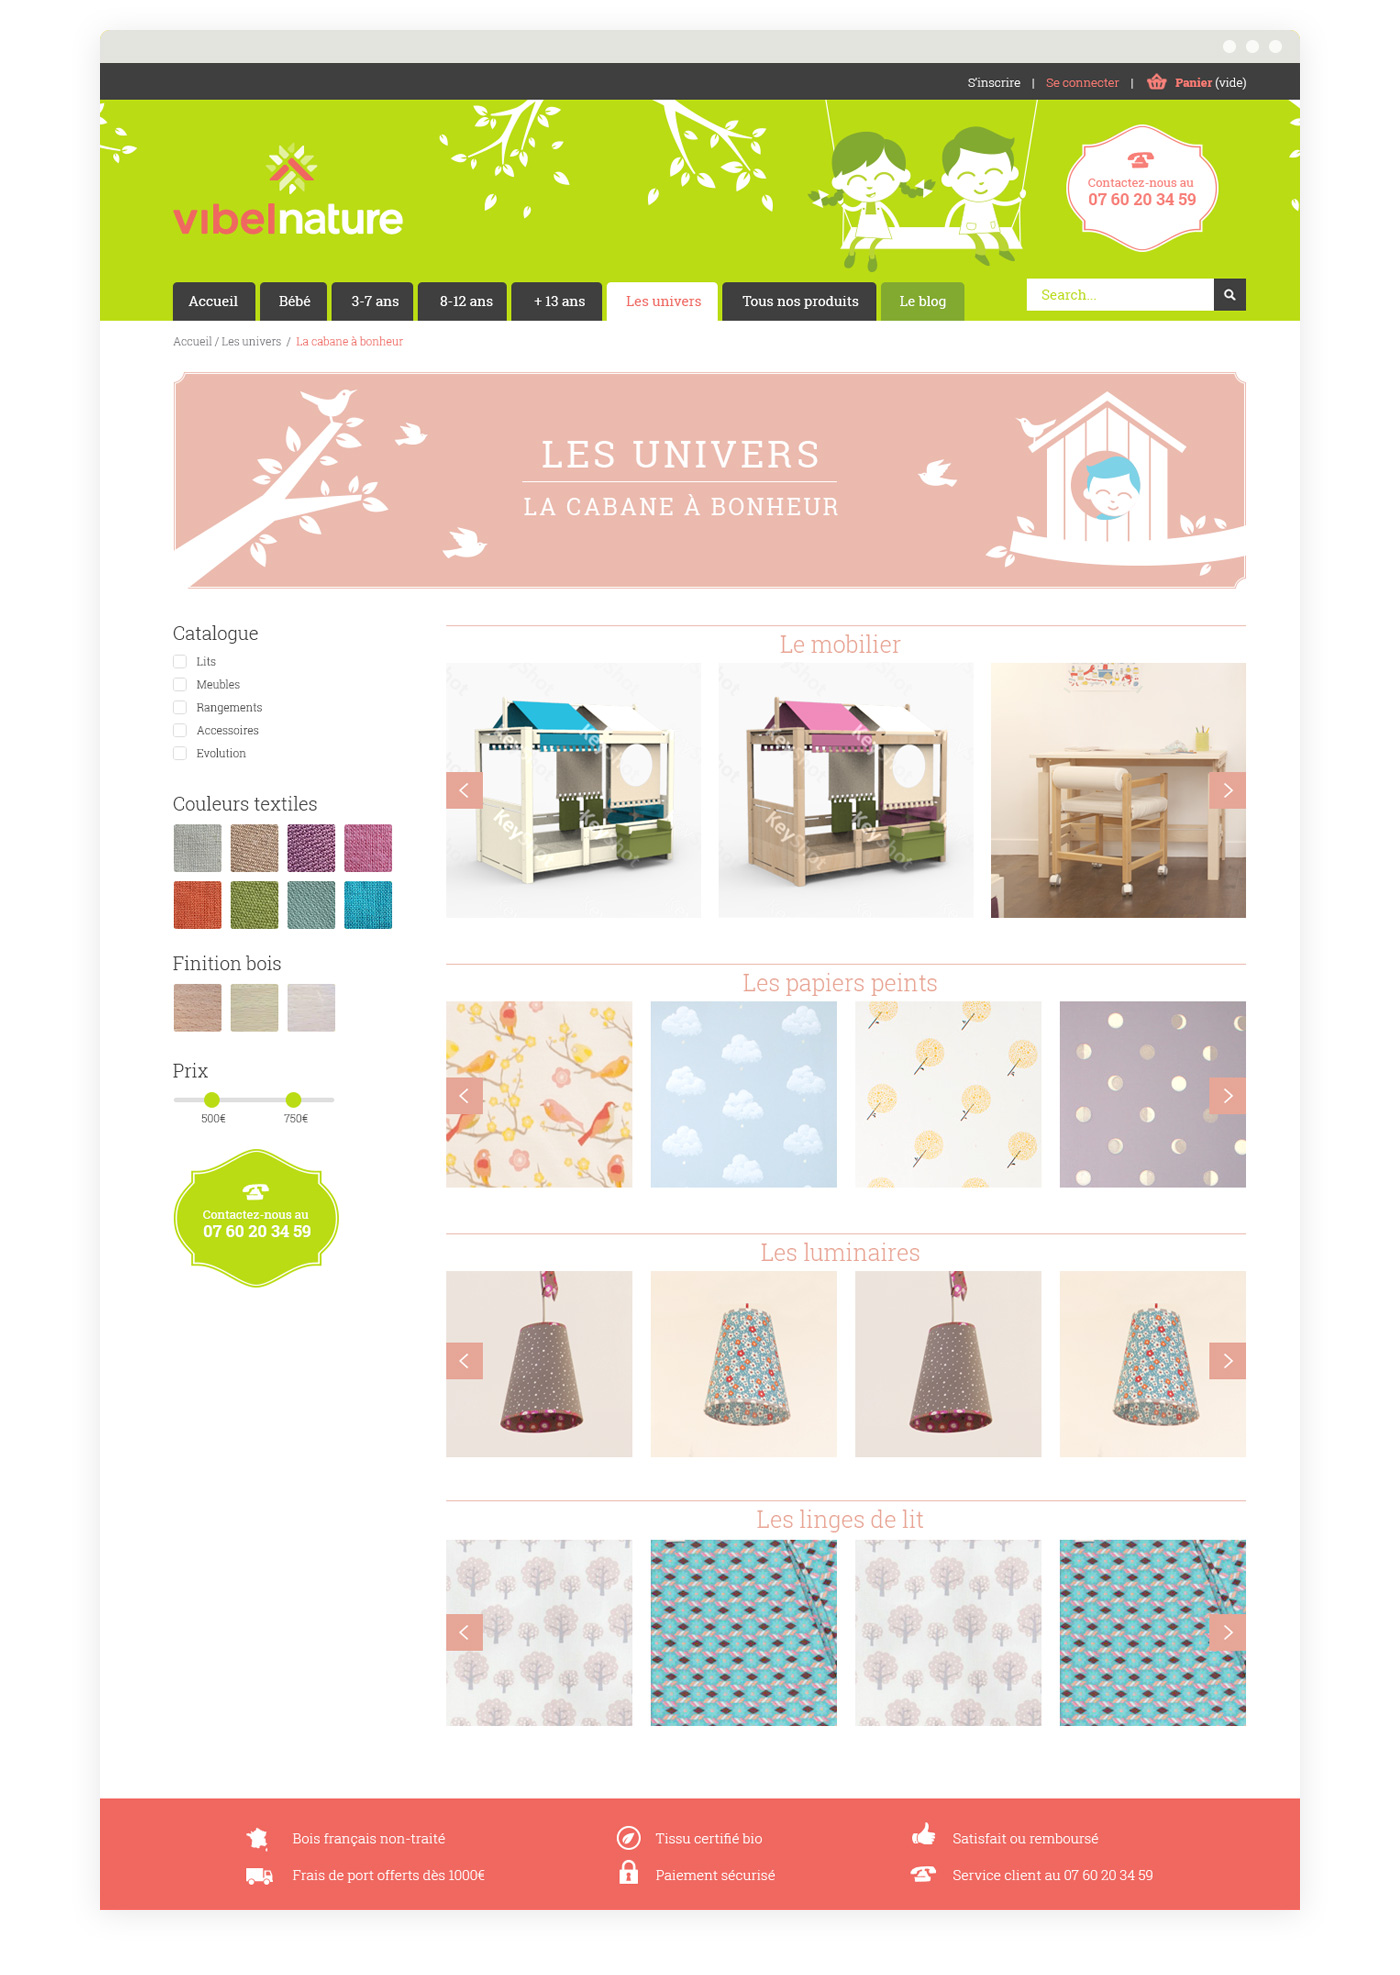 S'inscrire | Se connecter | Panier (vide)
vibelnature
Contactez-nous au
07 60 20 34 59
Accueil Bébé 3-7 ans 8-12 ans + 13 ans Les univers Tous nos produits Le blog Search...
Accueil / Les univers / La cabane à bonheur
LES UNIVERS
LA CABANE À BONHEUR
Catalogue
Lits
Meubles
Rangements
Accessoires
Evolution
Couleurs textiles
Finition bois
Prix
500€ 750€
Contactez-nous au
07 60 20 34 59
Le mobilier
KeyShot
KeyShot
Les papiers peints
Les luminaires
Les linges de lit
Bois français non-traité Tissu certifié bio Satisfait ou remboursé
Frais de port offerts dès 1000€ Paiement sécurisé Service client au 07 60 20 34 59